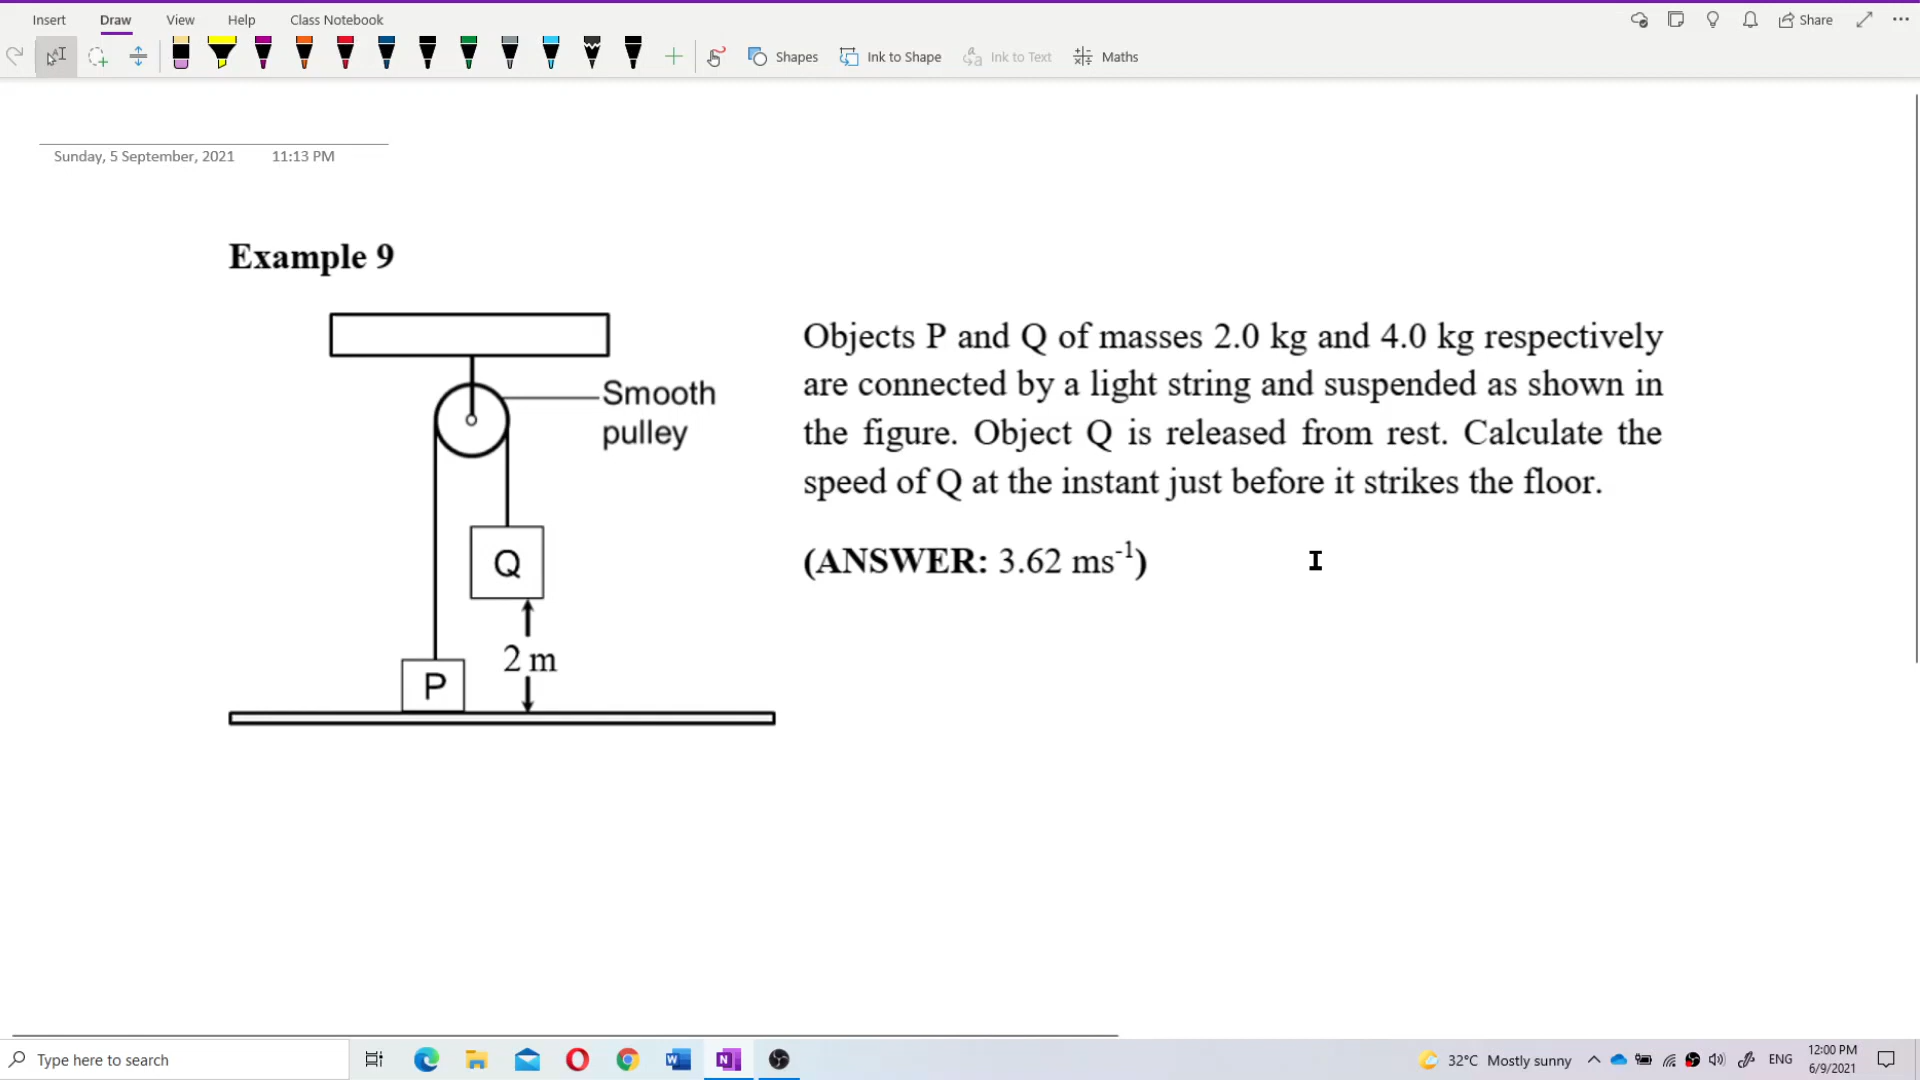 Insert Draw View Help Class Notebook Share
Shapes Ink to Shape Ink to Text Maths
Sunday, 5 September, 2021 11:13 PM
Example 9
Smooth
pulley
Q
2 m
P
Objects P and Q of masses 2.0 kg and 4.0 kg respectively
are connected by a light string and suspended as shown in
the figure. Object Q is released from rest. Calculate the
speed of Q at the instant just before it strikes the floor.
(ANSWER: 3.62 ms⁻¹)
Type here to search
32°C Mostly sunny ENG 12:00 PM
6/9/2021